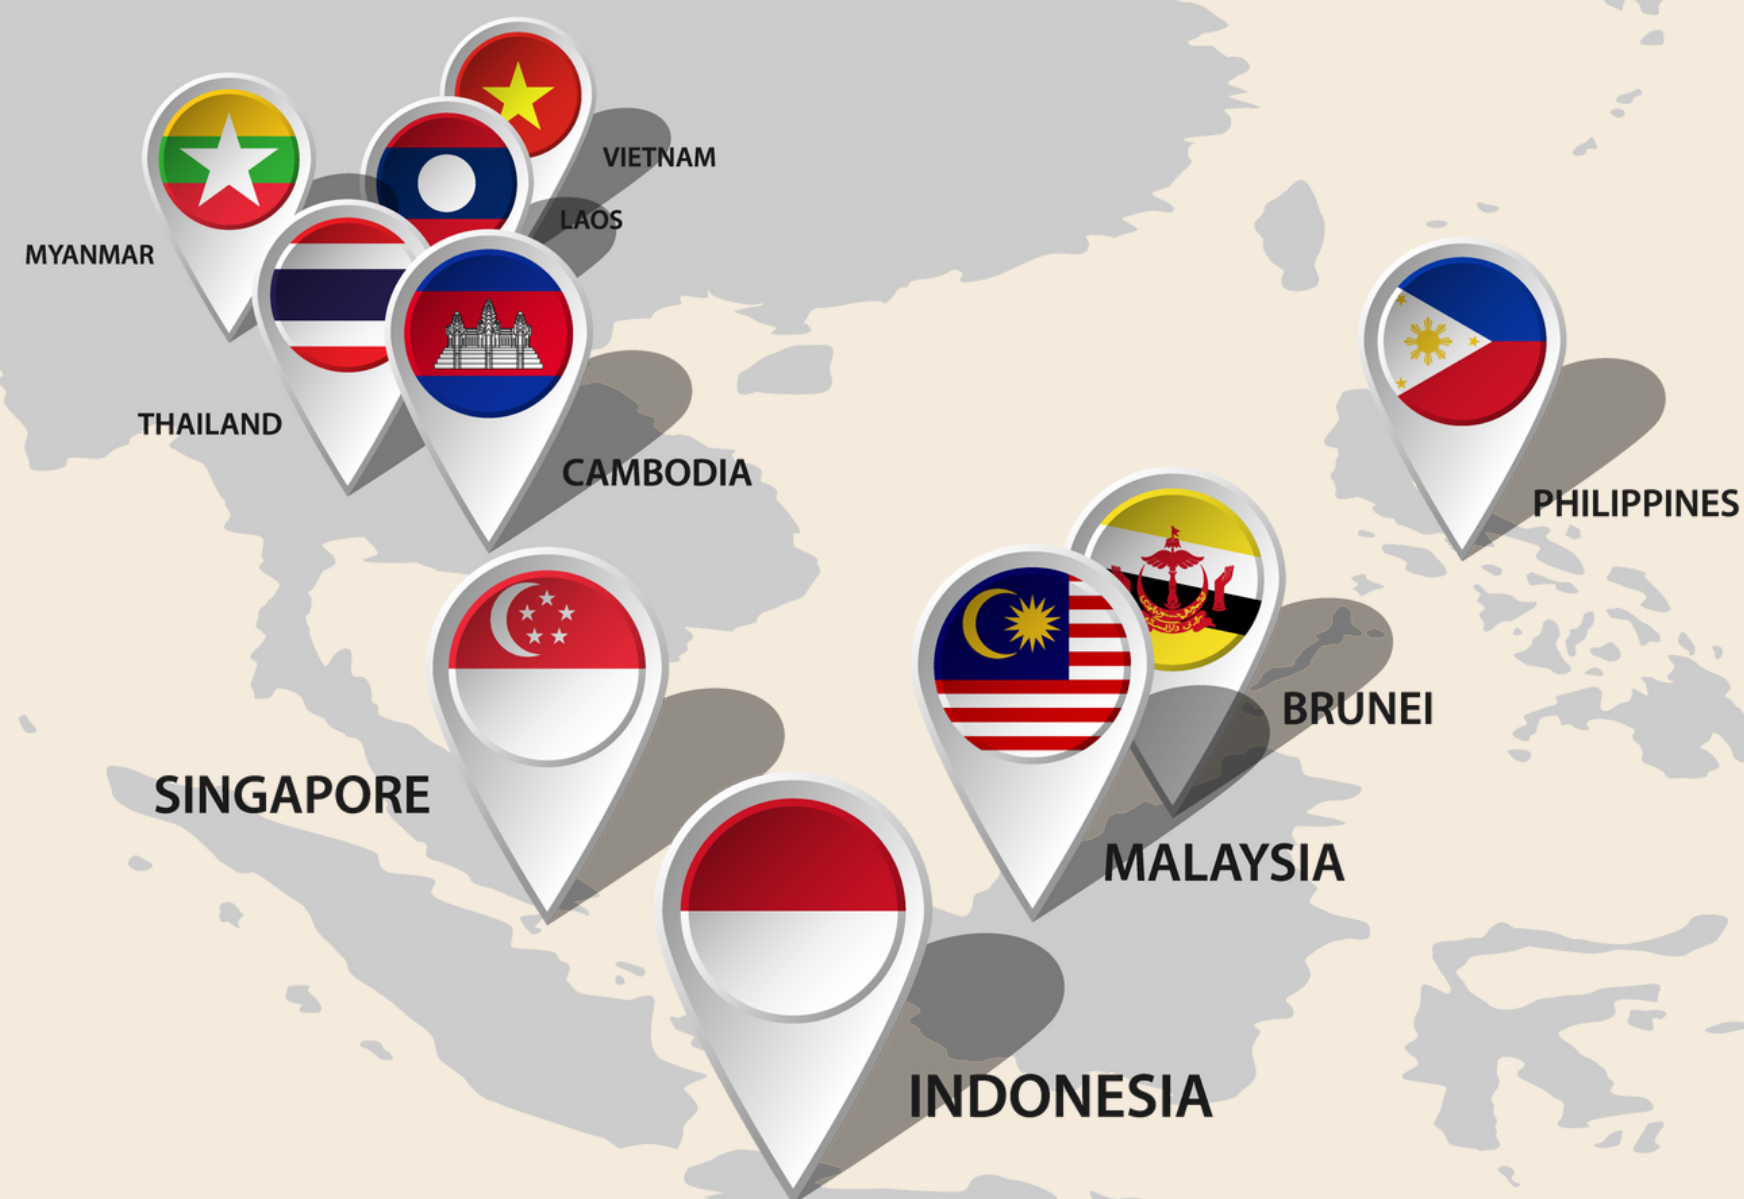 VIETNAM
LAOS
MYANMAR
THAILAND
CAMBODIA
PHILIPPINES
BRUNEI
SINGAPORE
MALAYSIA
INDONESIA